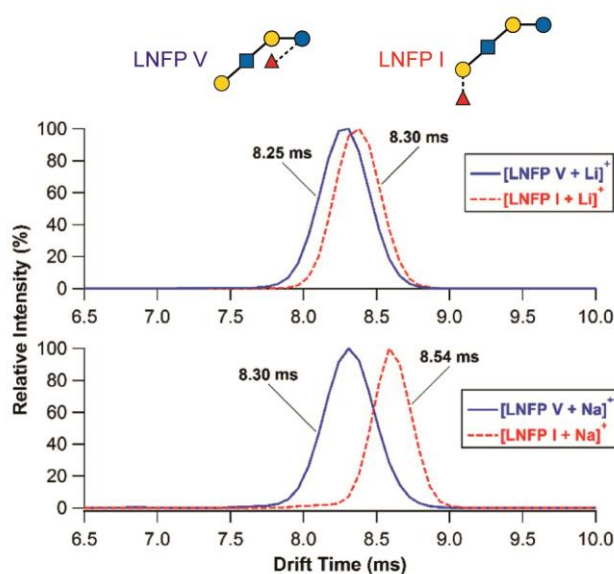 LNFP V
LNFP I
Relative Intensity (%)
100
80
60
40
20
0
8.25 ms
8.30 ms
[LNFP V + Li]+
[LNFP I + Li]+
6.5 7.0 7.5 8.0 8.5 9.0 9.5 10.0
100
80
60
40
20
0
8.30 ms
8.54 ms
[LNFP V + Na]+
[LNFP I + Na]+
6.5 7.0 7.5 8.0 8.5 9.0 9.5 10.0
Drift Time (ms)